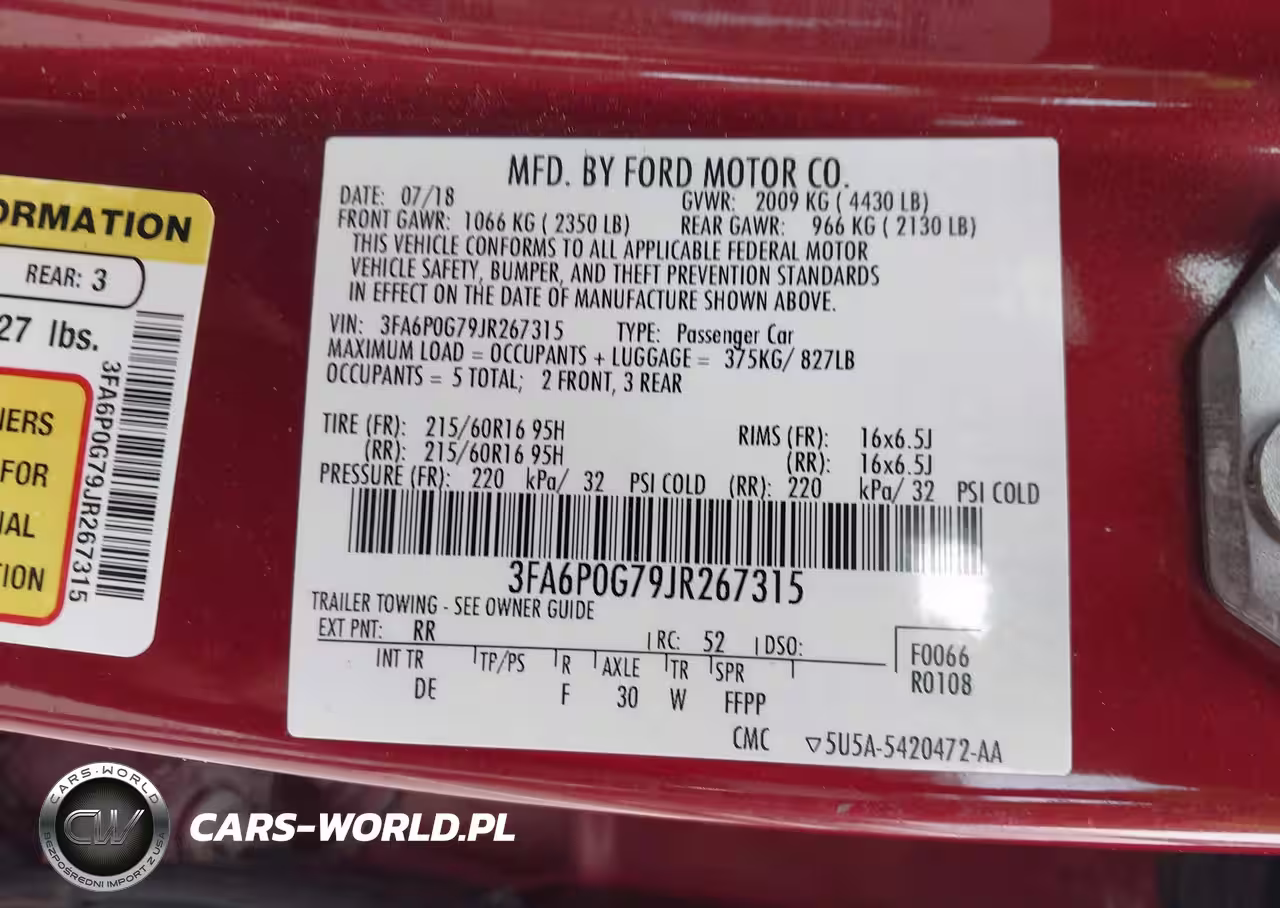 ORMATION
REAR: 3
27 lbs.
NERS
FOR
IAL
ION
3FA6P0G79JR267315
MFD. BY FORD MOTOR CO.
DATE: 07/18 GVWR: 2009 KG ( 4430 LB)
FRONT GAWR: 1066 KG ( 2350 LB) REAR GAWR: 966 KG ( 2130 LB)
THIS VEHICLE CONFORMS TO ALL APPLICABLE FEDERAL MOTOR
VEHICLE SAFETY, BUMPER, AND THEFT PREVENTION STANDARDS
IN EFFECT ON THE DATE OF MANUFACTURE SHOWN ABOVE.
VIN: 3FA6P0G79JR267315 TYPE: Passenger Car
MAXIMUM LOAD = OCCUPANTS + LUGGAGE = 375KG/ 827LB
OCCUPANTS = 5 TOTAL; 2 FRONT, 3 REAR
TIRE (FR): 215/60R16 95H RIMS (FR): 16x6.5J
(RR): 215/60R16 95H (RR): 16x6.5J
PRESSURE (FR): 220 kPa/ 32 PSI COLD (RR): 220 kPa/ 32 PSI COLD
3FA6P0G79JR267315
TRAILER TOWING - SEE OWNER GUIDE
EXT PNT: RR RC: 52 DSO:
F0066
R0108
INT TR TP/PS R AXLE TR SPR
DE F 30 W FFPP
CMC ▽5U5A-5420472-AA
CARS-WORLD
CW
BEZPOŚREDNI IMPORT Z USA
CARS-WORLD.PL